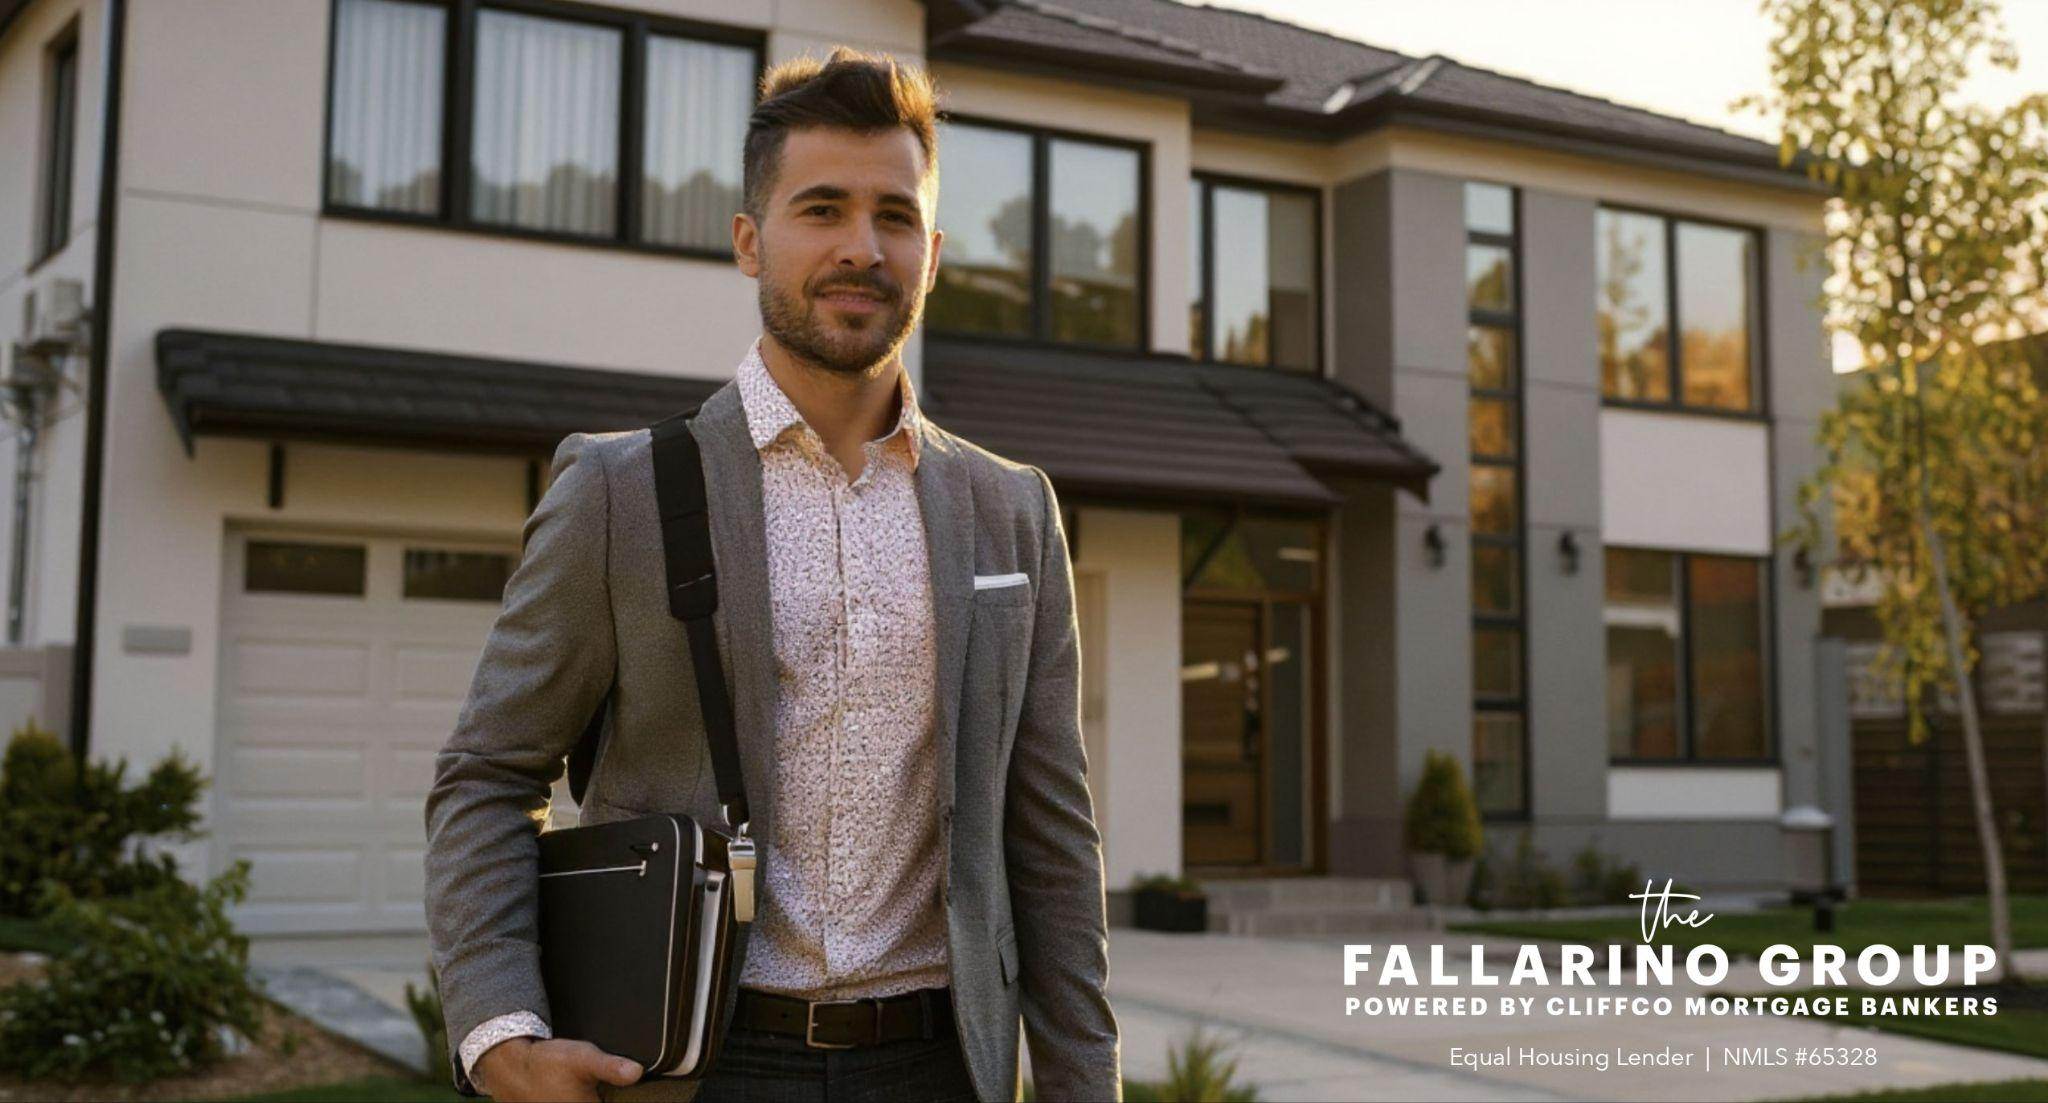 the
FALLARINO GROUP
POWERED BY CLIFFCO MORTGAGE BANKERS
Equal Housing Lender | NMLS #65328